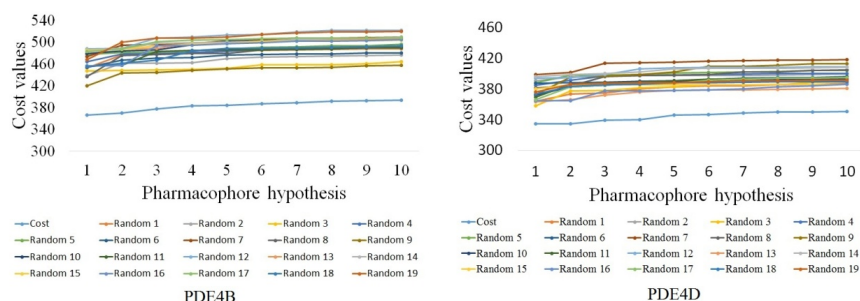 540
500
460
420
380
340
300
Cost values
1 2 3 4 5 6 7 8 9 10
Pharmacophore hypothesis
Cost Random 1 Random 2 Random 3 Random 4
Random 5 Random 6 Random 7 Random 8 Random 9
Random 10 Random 11 Random 12 Random 13 Random 14
Random 15 Random 16 Random 17 Random 18 Random 19
PDE4B
460
420
380
340
300
Cost values
1 2 3 4 5 6 7 8 9 10
Pharmacophore hypothesis
Cost Random 1 Random 2 Random 3 Random 4
Random 5 Random 6 Random 7 Random 8 Random 9
Random 10 Random 11 Random 12 Random 13 Random 14
Random 15 Random 16 Random 17 Random 18 Random 19
PDE4D